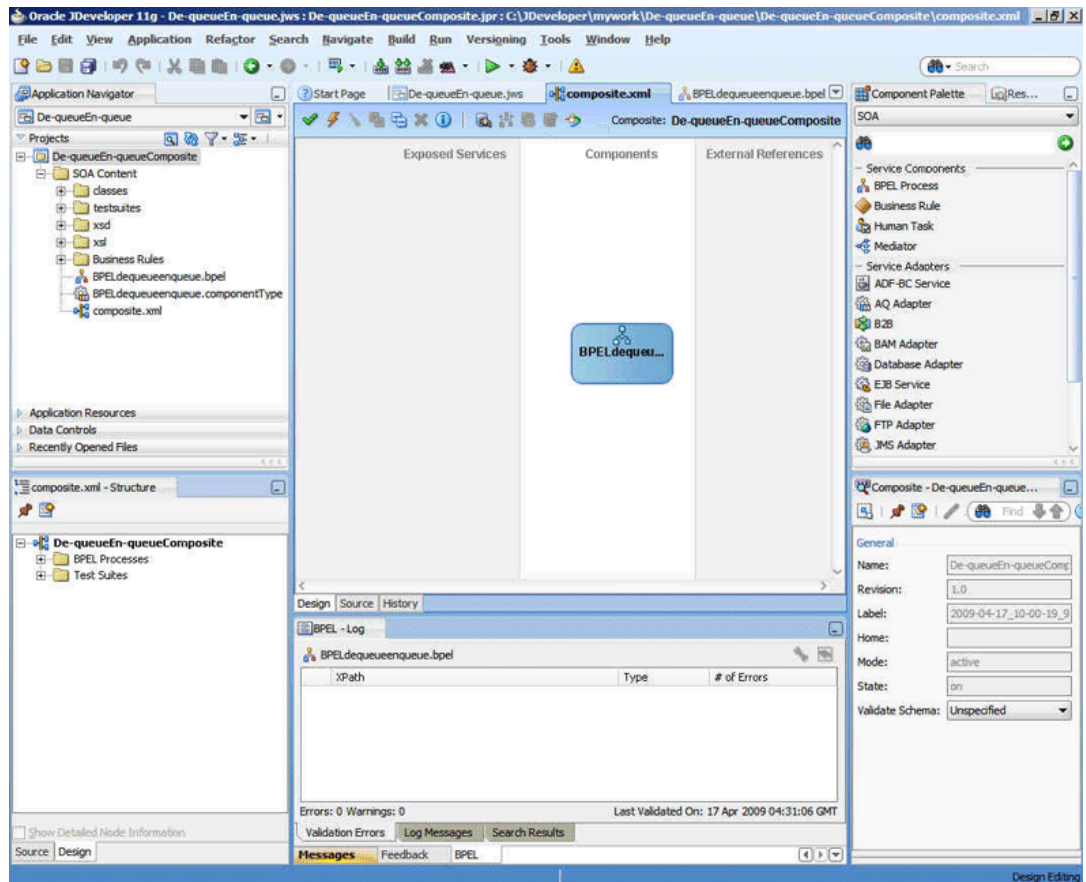 Oracle JDeveloper 11g - De-queueEn-queue.jws : De-queueEn-queueComposite.jpr : C:\JDeveloper\mywork\De-queueEn-queue\De-queueEn-queueComposite\composite.xml
File Edit View Application Refactor Search Navigate Build Run Versioning Tools Window Help
Search
Application Navigator
De-queueEn-queue
Projects
De-queueEn-queueComposite
SOA Content
classes
testsuites
xsd
xsl
Business Rules
BPELdequeueenqueue.bpel
BPELdequeueenqueue.componentType
composite.xml
Application Resources
Data Controls
Recently Opened Files
composite.xml - Structure
De-queueEn-queueComposite
BPEL Processes
Test Suites
Show Detailed Node Information
Source Design
Start Page De-queueEn-queue.jws composite.xml BPELdequeueenqueue.bpel
Composite: De-queueEn-queueComposite
Exposed Services Components External References
BPELdequeu...
Design Source History
BPEL - Log
BPELdequeueenqueue.bpel
XPath Type # of Errors
Errors: 0 Warnings: 0 Last Validated On: 17 Apr 2009 04:31:06 GMT
Validation Errors Log Messages Search Results
Messages Feedback BPEL
Component Palette Res...
SOA
Service Components
BPEL Process
Business Rule
Human Task
Mediator
Service Adapters
ADF-BC Service
AQ Adapter
B2B
BAM Adapter
Database Adapter
EJB Service
File Adapter
FTP Adapter
JMS Adapter
Composite - De-queueEn-queue...
Find
General
Name: De-queueEn-queueComp
Revision: 1.0
Label: 2009-04-17_10-00-19_9
Home:
Mode: active
State: on
Validate Schema: Unspecified
Design Editing